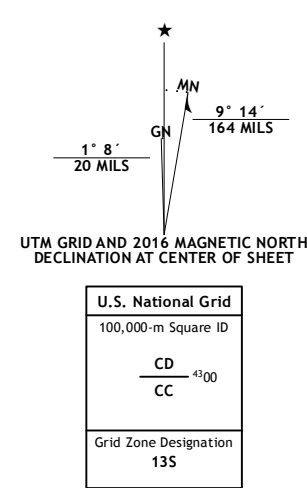 ★
MN
GN
9° 14´
164 MILS
1° 8´
20 MILS
UTM GRID AND 2016 MAGNETIC NORTH
DECLINATION AT CENTER OF SHEET
U.S. National Grid
100,000-m Square ID
CD
4300
CC
Grid Zone Designation
13S